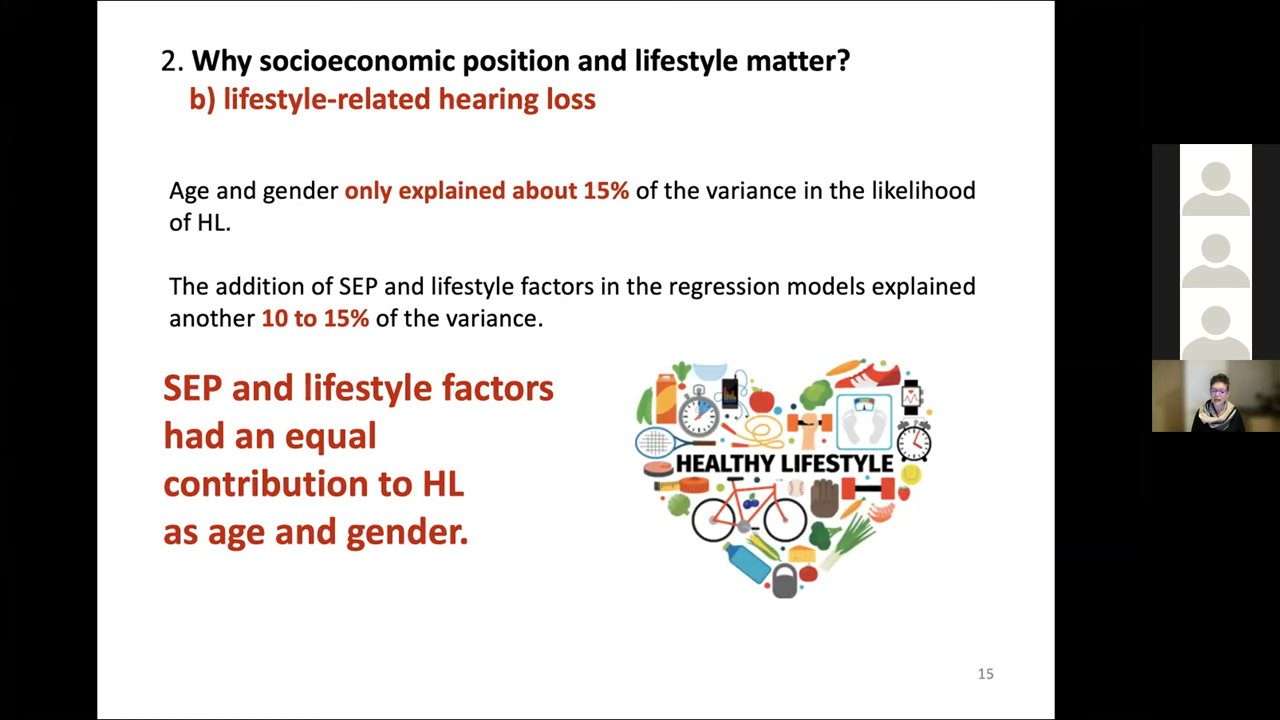 2. Why socioeconomic position and lifestyle matter?
b) lifestyle-related hearing loss
Age and gender only explained about 15% of the variance in the likelihood
of HL.
The addition of SEP and lifestyle factors in the regression models explained
another 10 to 15% of the variance.
SEP and lifestyle factors
had an equal
contribution to HL
as age and gender.
HEALTHY LIFESTYLE
15